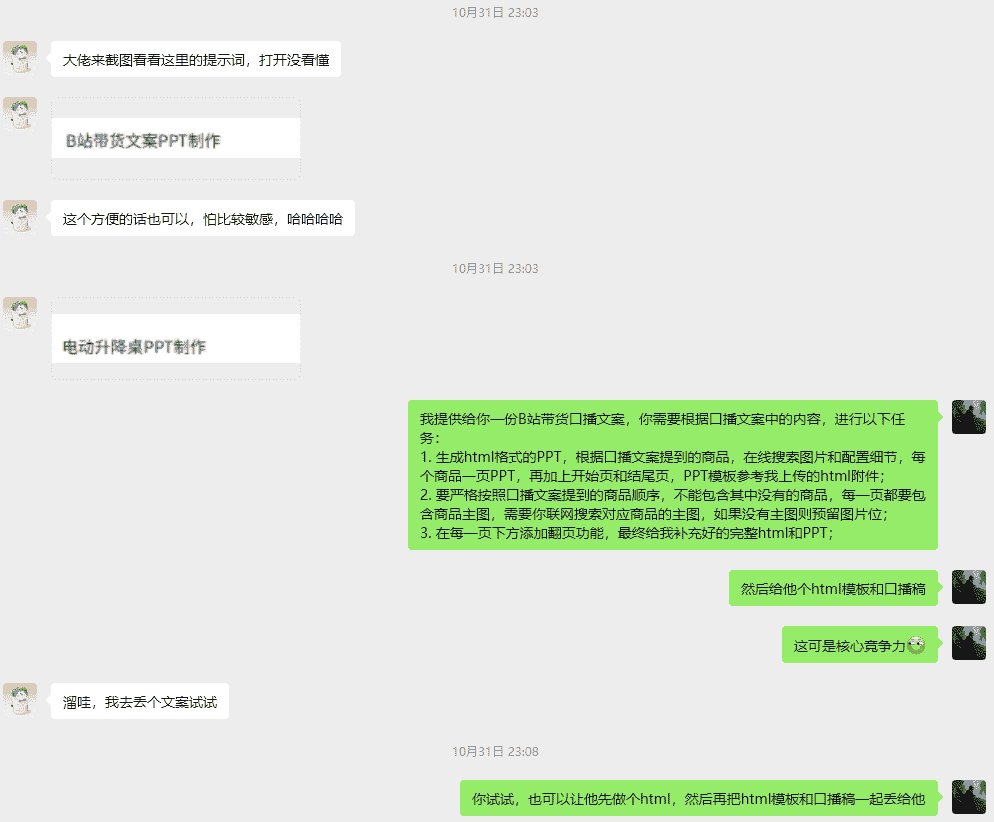 10月31日 23:03
大佬来截图看看这里的提示词，打开没看懂
B站带货文案PPT制作
这个方便的话也可以，怕比较敏感，哈哈哈哈
10月31日 23:03
电动升降桌PPT制作
我提供给你一份B站带货口播文案，你需要根据口播文案中的内容，进行以下任
务：
1. 生成html格式的PPT，根据口播文案提到的商品，在线搜索图片和配置细节，每
个商品一页PPT，再加上开始页和结尾页，PPT模板参考我上传的html附件；
2. 要严格按照口播文案提到的商品顺序，不能包含其中没有的商品，每一页都要包
含商品主图，需要你联网搜索对应商品的主图，如果没有主图则预留图片位；
3. 在每一页下方添加翻页功能，最终给我补充好的完整html和PPT；
然后给他个html模板和口播稿
这可是核心竞争力
溜哇，我去丢个文案试试
10月31日 23:08
你试试，也可以让他先做个html，然后再把html模板和口播稿一起丢给他